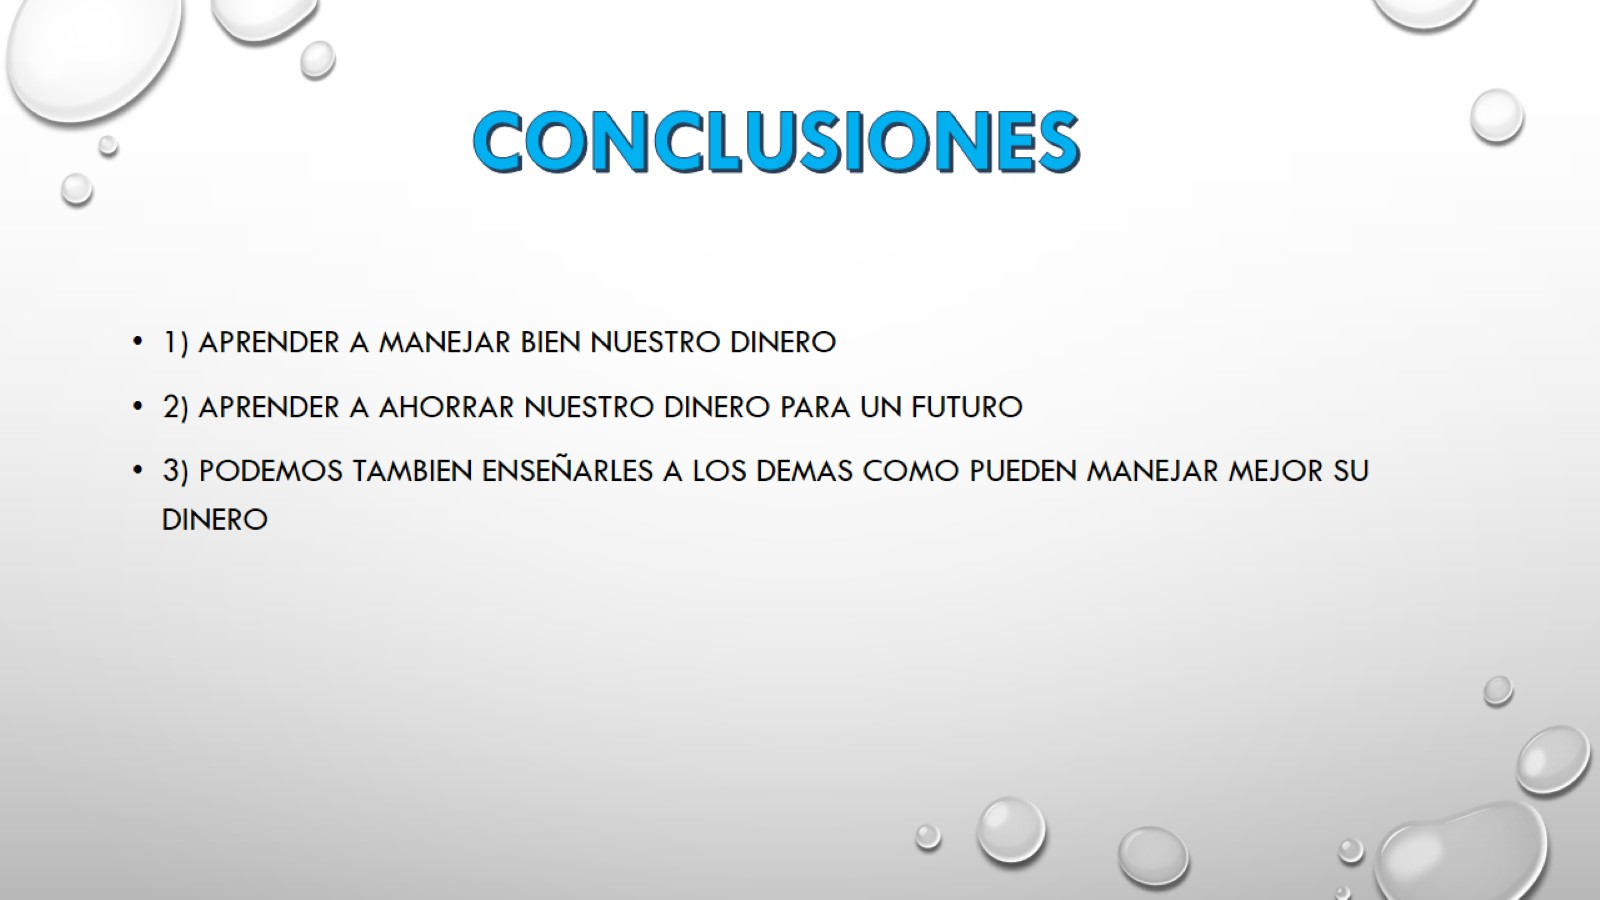 CONCLUSIONES
• 1) APRENDER A MANEJAR BIEN NUESTRO DINERO
• 2) APRENDER A AHORRAR NUESTRO DINERO PARA UN FUTURO
• 3) PODEMOS TAMBIEN ENSEÑARLES A LOS DEMAS COMO PUEDEN MANEJAR MEJOR SU
DINERO